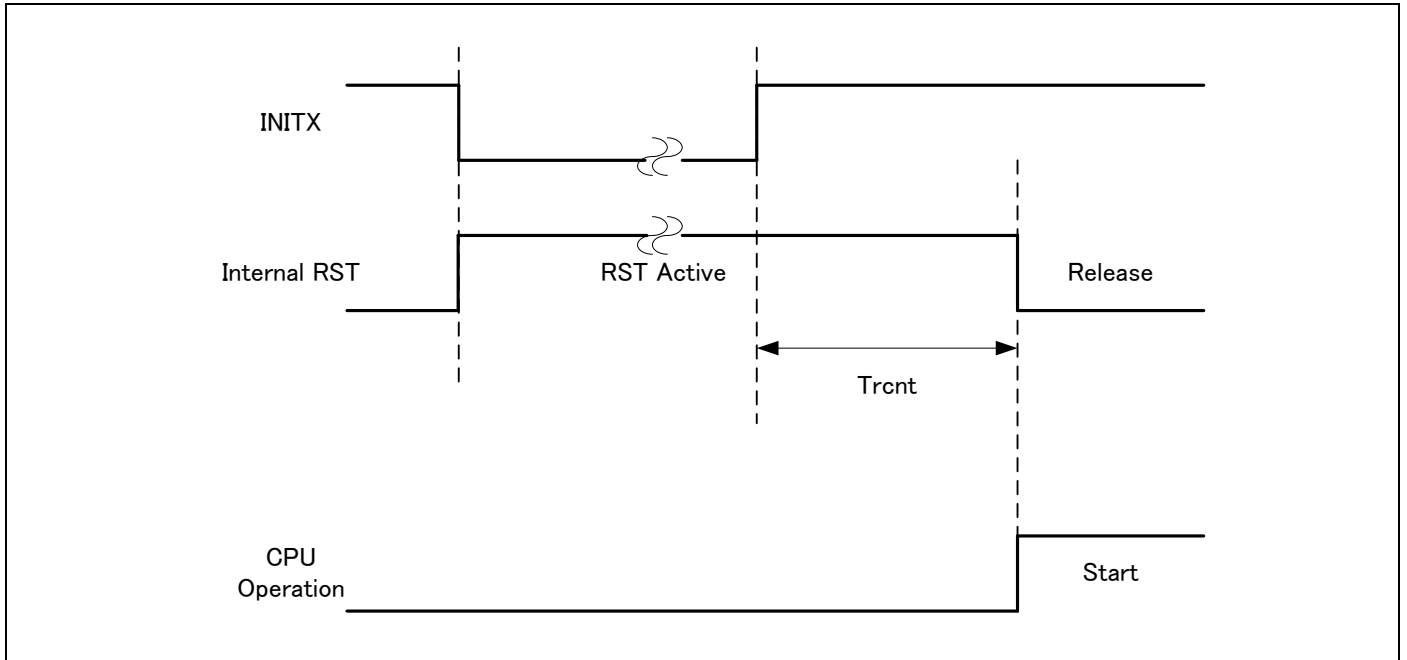 INITX
Internal RST
RST Active
Release
Trcnt
CPU
Operation
Start